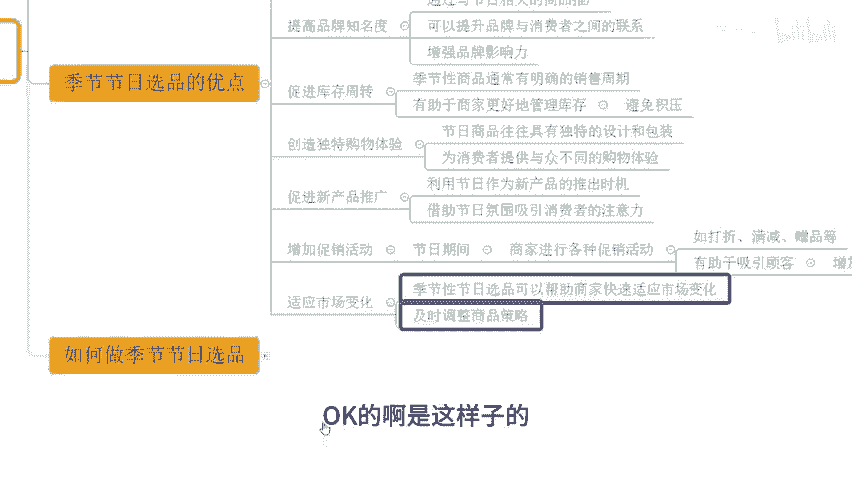 提高品牌知名度
可以提升品牌与消费者之间的联系
增强品牌影响力
季节节日选品的优点
促进库存周转
季节性商品通常有明确的销售周期
有助于商家更好地管理库存 避免积压
创造独特购物体验
节日商品往往具有独特的设计和包装
为消费者提供与众不同的购物体验
促进新产品推广
利用节日作为新产品的推出时机
借助节日氛围吸引消费者的注意力
增加促销活动 节日期间 商家进行各种促销活动
如打折、满减、赠品等
有助于吸引顾客
适应市场变化
季节性节日选品可以帮助商家快速适应市场变化
及时调整商品策略
如何做季节节日选品
OK的啊是这样子的